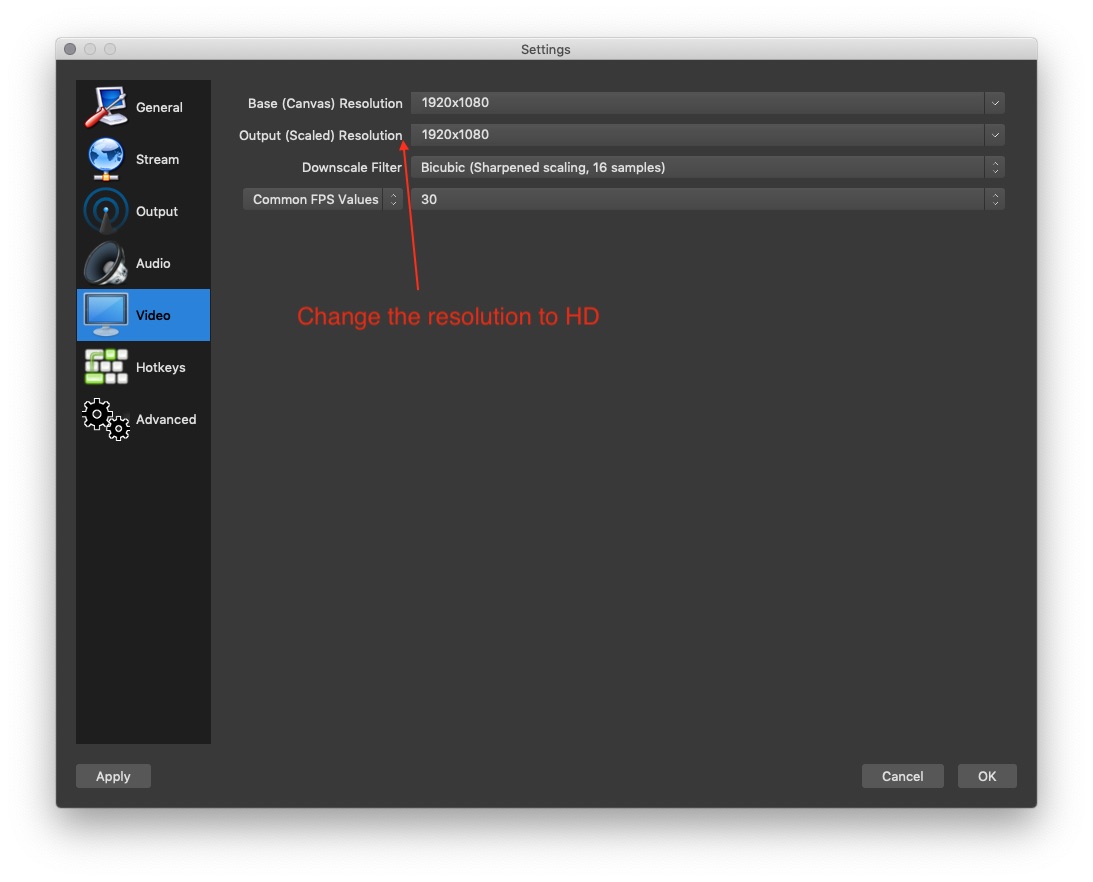 Settings
General
Stream
Output
Audio
Video
Hotkeys
Advanced
Base (Canvas) Resolution 1920x1080
Output (Scaled) Resolution 1920x1080
Downscale Filter Bicubic (Sharpened scaling, 16 samples)
Common FPS Values 30
Change the resolution to HD
Apply Cancel OK